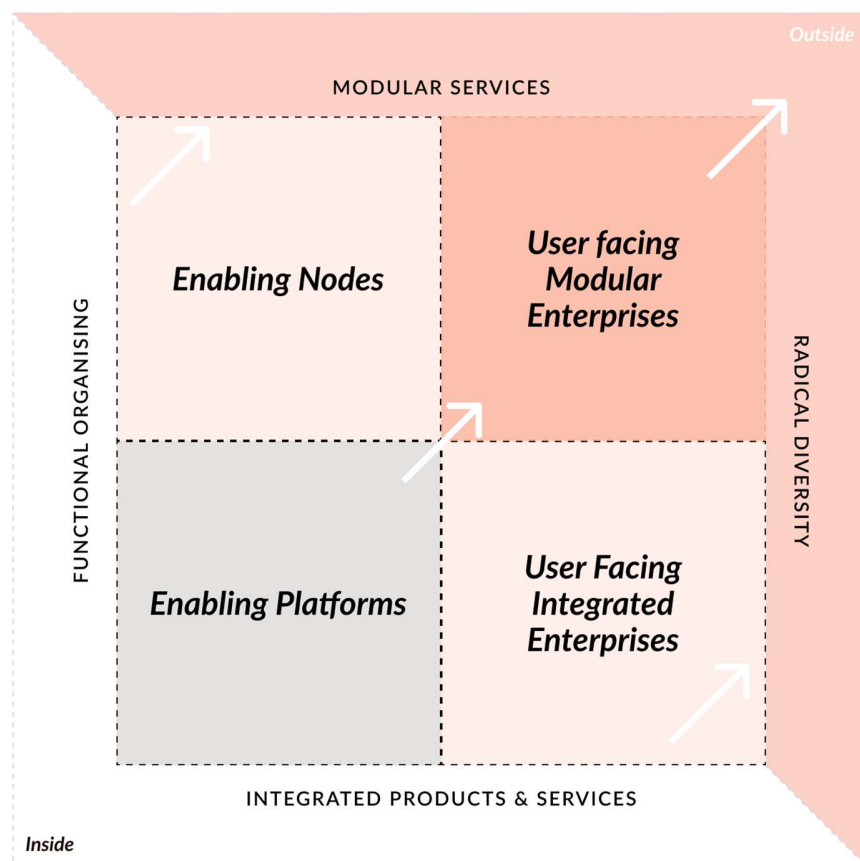 Outside
MODULAR SERVICES
Enabling Nodes
User facing
Modular
Enterprises
FUNCTIONAL ORGANISING
RADICAL DIVERSITY
Enabling Platforms
User Facing
Integrated
Enterprises
INTEGRATED PRODUCTS & SERVICES
Inside